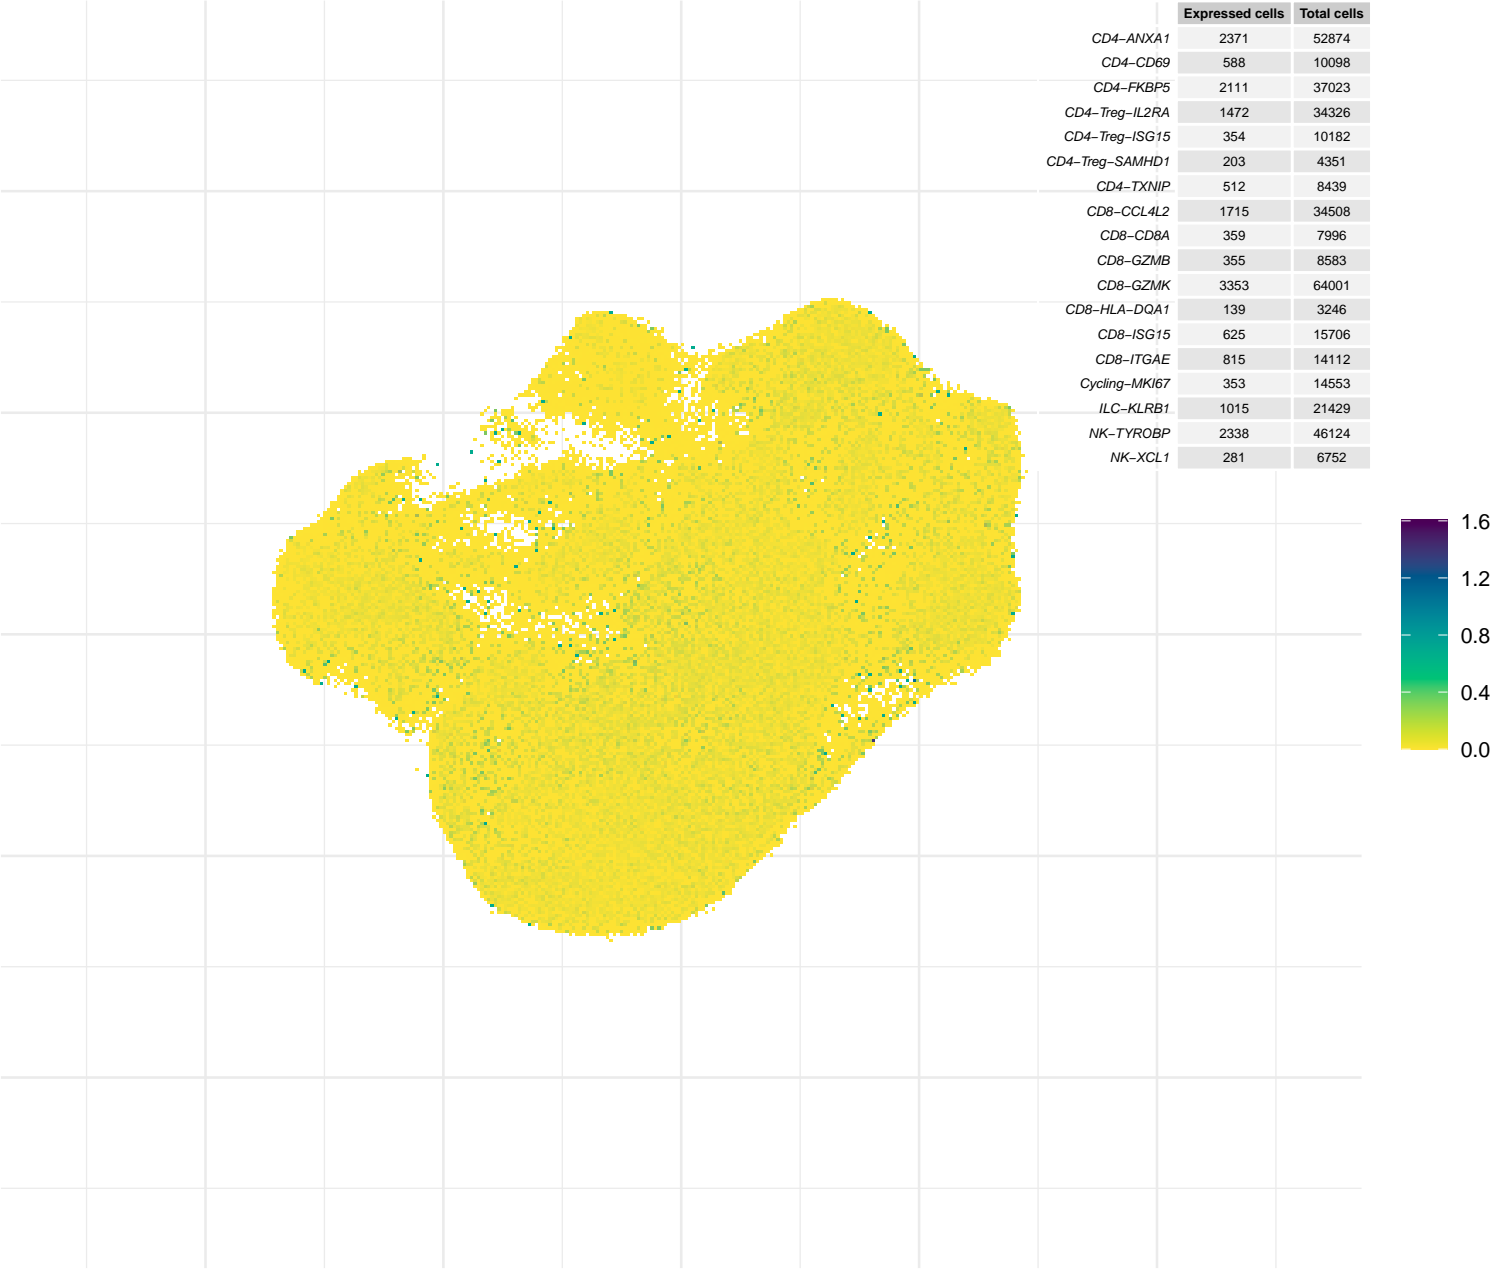 Expressed cells Total cells
CD4−ANXA1 2371 52874
CD4−CD69 588 10098
CD4−FKBP5 2111 37023
CD4−Treg−IL2RA 1472 34326
CD4−Treg−ISG15 354 10182
CD4−Treg−SAMHD1 203 4351
CD4−TXNIP 512 8439
CD8−CCL4L2 1715 34508
CD8−CD8A 359 7996
CD8−GZMB 355 8583
CD8−GZMK 3353 64001
CD8−HLA−DQA1 139 3246
CD8−ISG15 625 15706
CD8−ITGAE 815 14112
Cycling−MKI67 353 14553
ILC−KLRB1 1015 21429
NK−TYROBP 2338 46124
NK−XCL1 281 6752
1.6
1.2
0.8
0.4
0.0